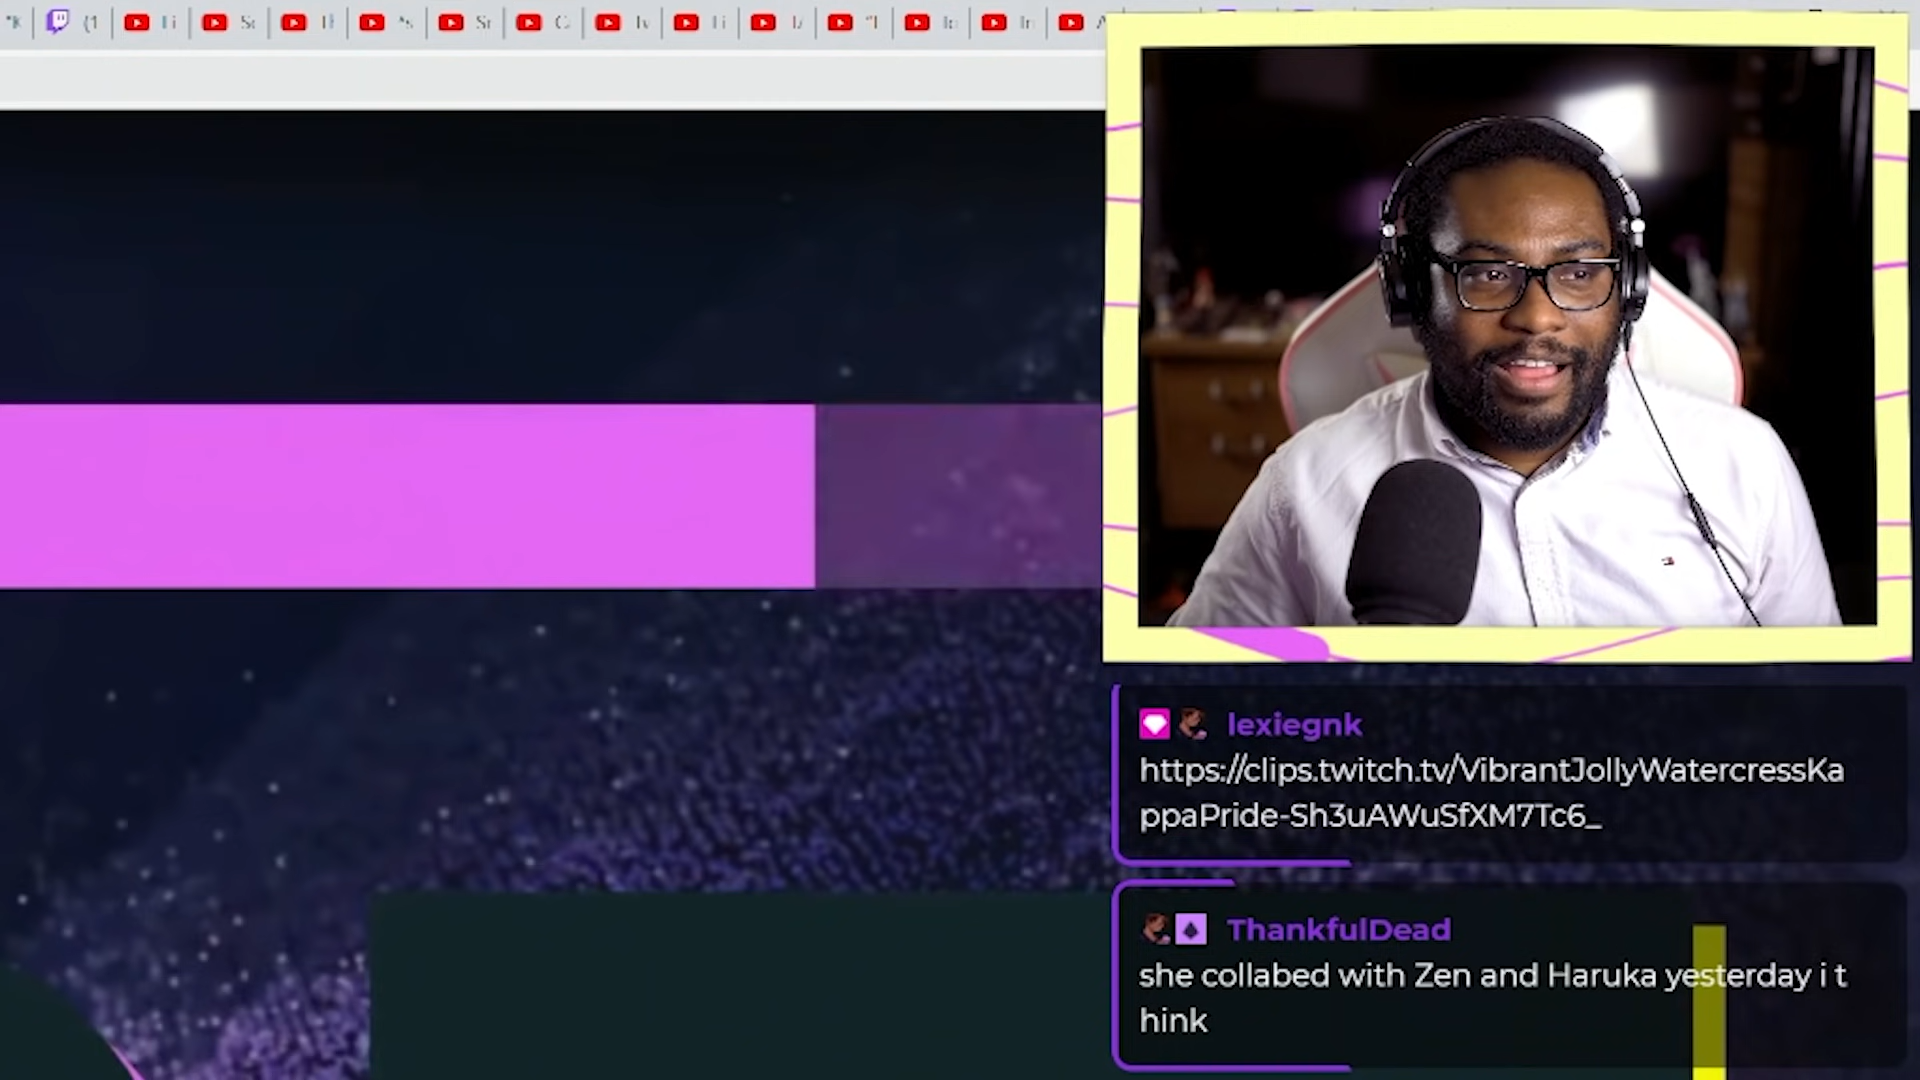 lexiegnk
https://clips.twitch.tv/VibrantJollyWatercressKa
ppaPride-Sh3uAWuSfXM7Tc6_
ThankfulDead
she collabed with Zen and Haruka yesterday i t
hink